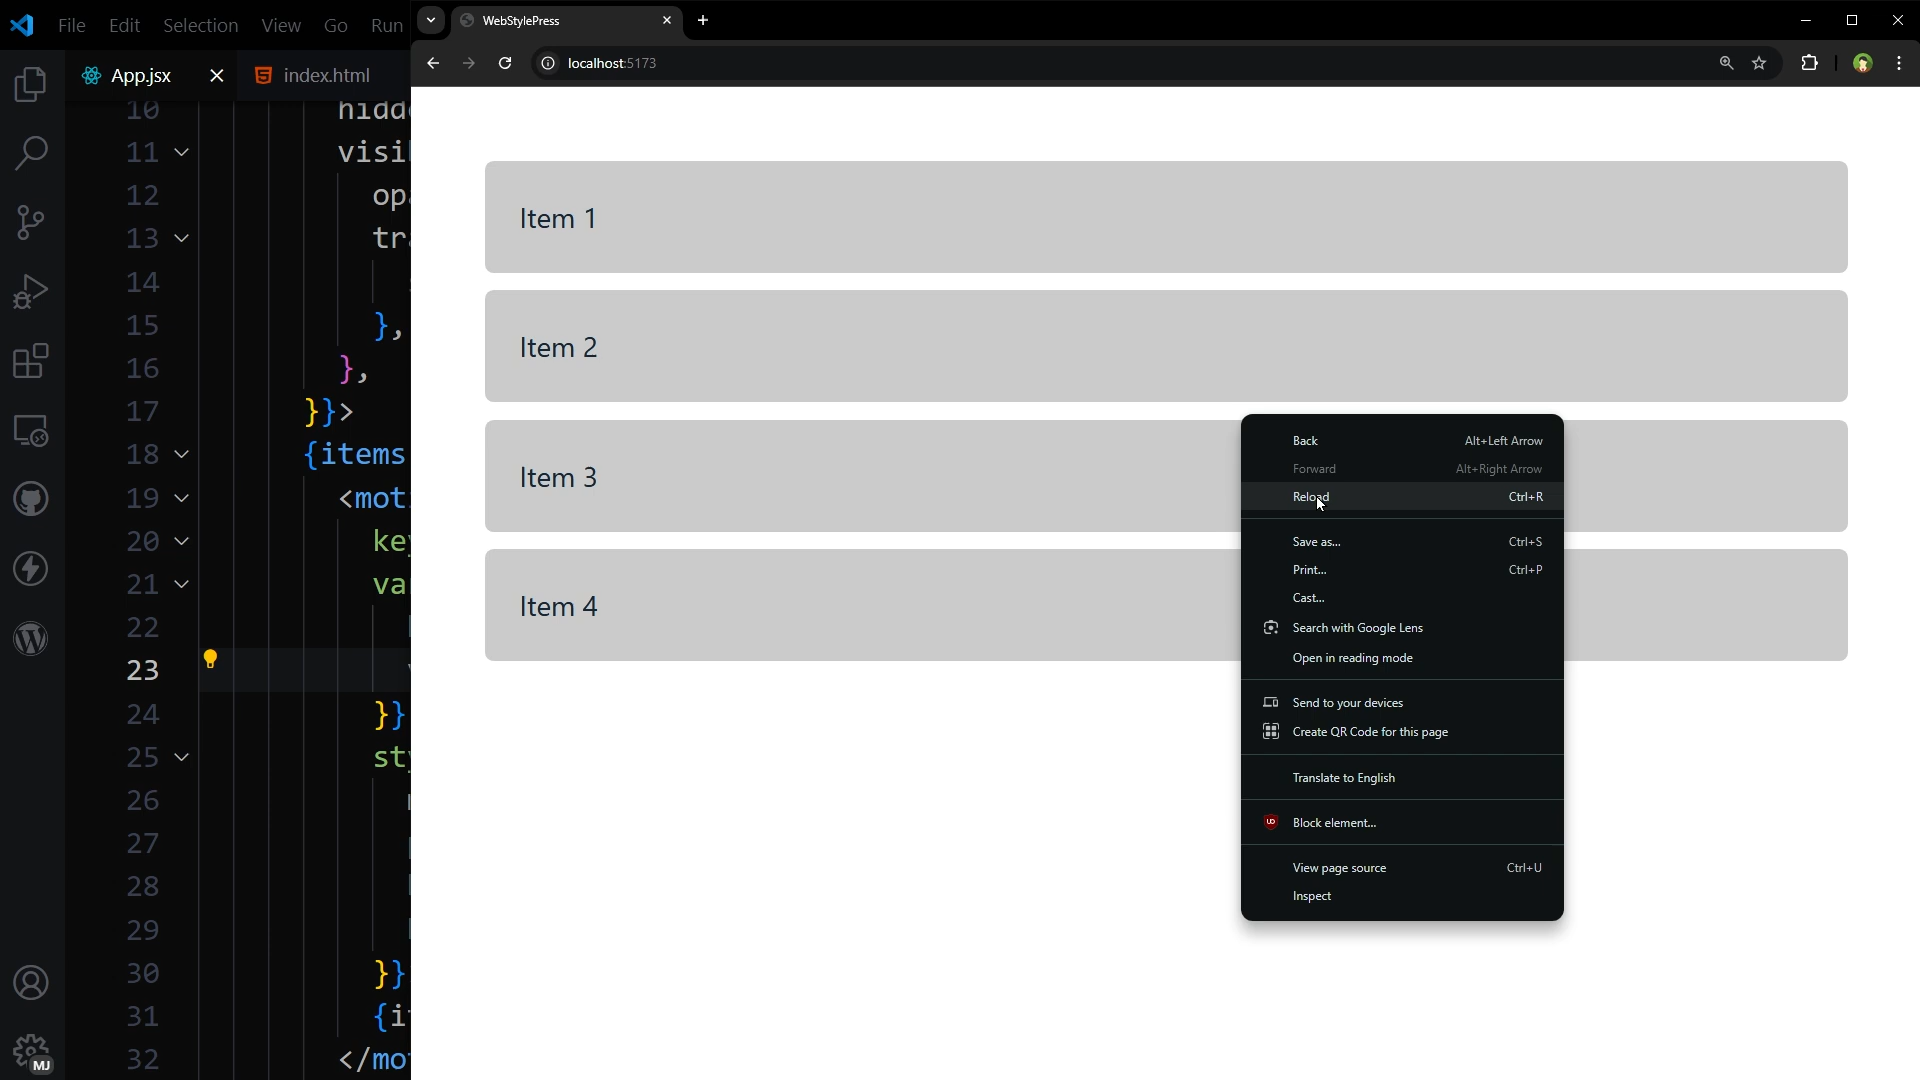 File Edit Selection View Go Run
App.jsx index.html
10
11 visi
12 op
13
14
15 },
16 },
17 }}>
18 {items
19 <mot
20 key
21 va
22
23
24 }}
25 st
26
27
28
29
30 }}
31 {i
32 </mo
MJ
WebStylePress
localhost:5173
Item 1
Item 2
Item 3
Item 4
Back Alt+Left Arrow
Forward Alt+Right Arrow
Reload Ctrl+R
Save as... Ctrl+S
Print... Ctrl+P
Cast...
Search with Google Lens
Open in reading mode
Send to your devices
Create QR Code for this page
Translate to English
Block element...
View page source Ctrl+U
Inspect